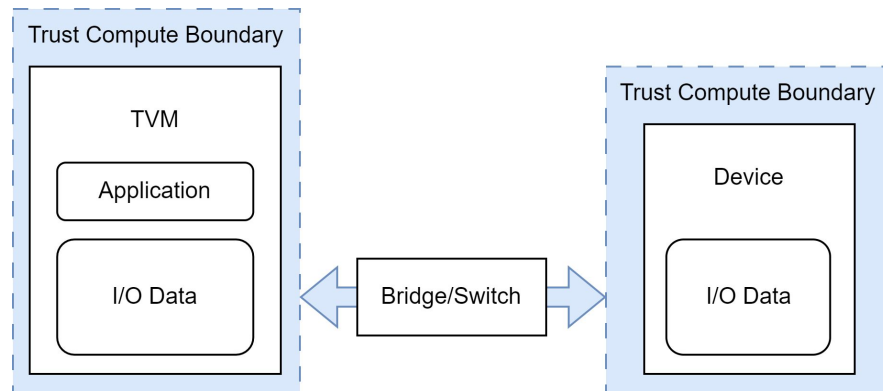 Trust Compute Boundary
TVM
Application
I/O Data
Bridge/Switch
Trust Compute Boundary
Device
I/O Data